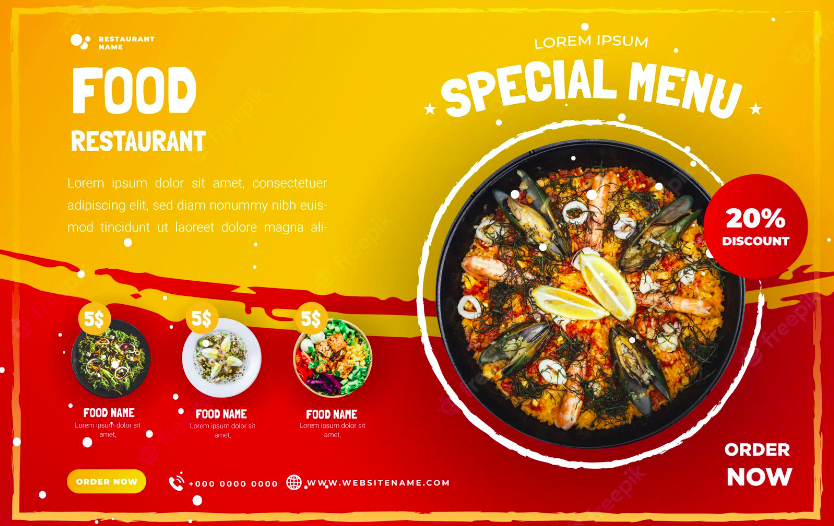 RESTAURANT
NAME
FOOD
RESTAURANT
Lorem ipsum dolor sit amet, consectetuer
adipiscing elit, sed diam nonummy nibh euis-
mod tincidunt ut laoreet dolore magna ali-
5$
5$
5$
FOOD NAME
Lorem ipsum dolor sit
amet,
FOOD NAME
Lorem ipsum dolor sit
amet,
FOOD NAME
Lorem ipsum dolor sit
amet,
ORDER NOW
+000 0000 0000
WWW.WEBSITENAME.COM
LOREM IPSUM
SPECIAL MENU
20%
DISCOUNT
ORDER
NOW
freepik